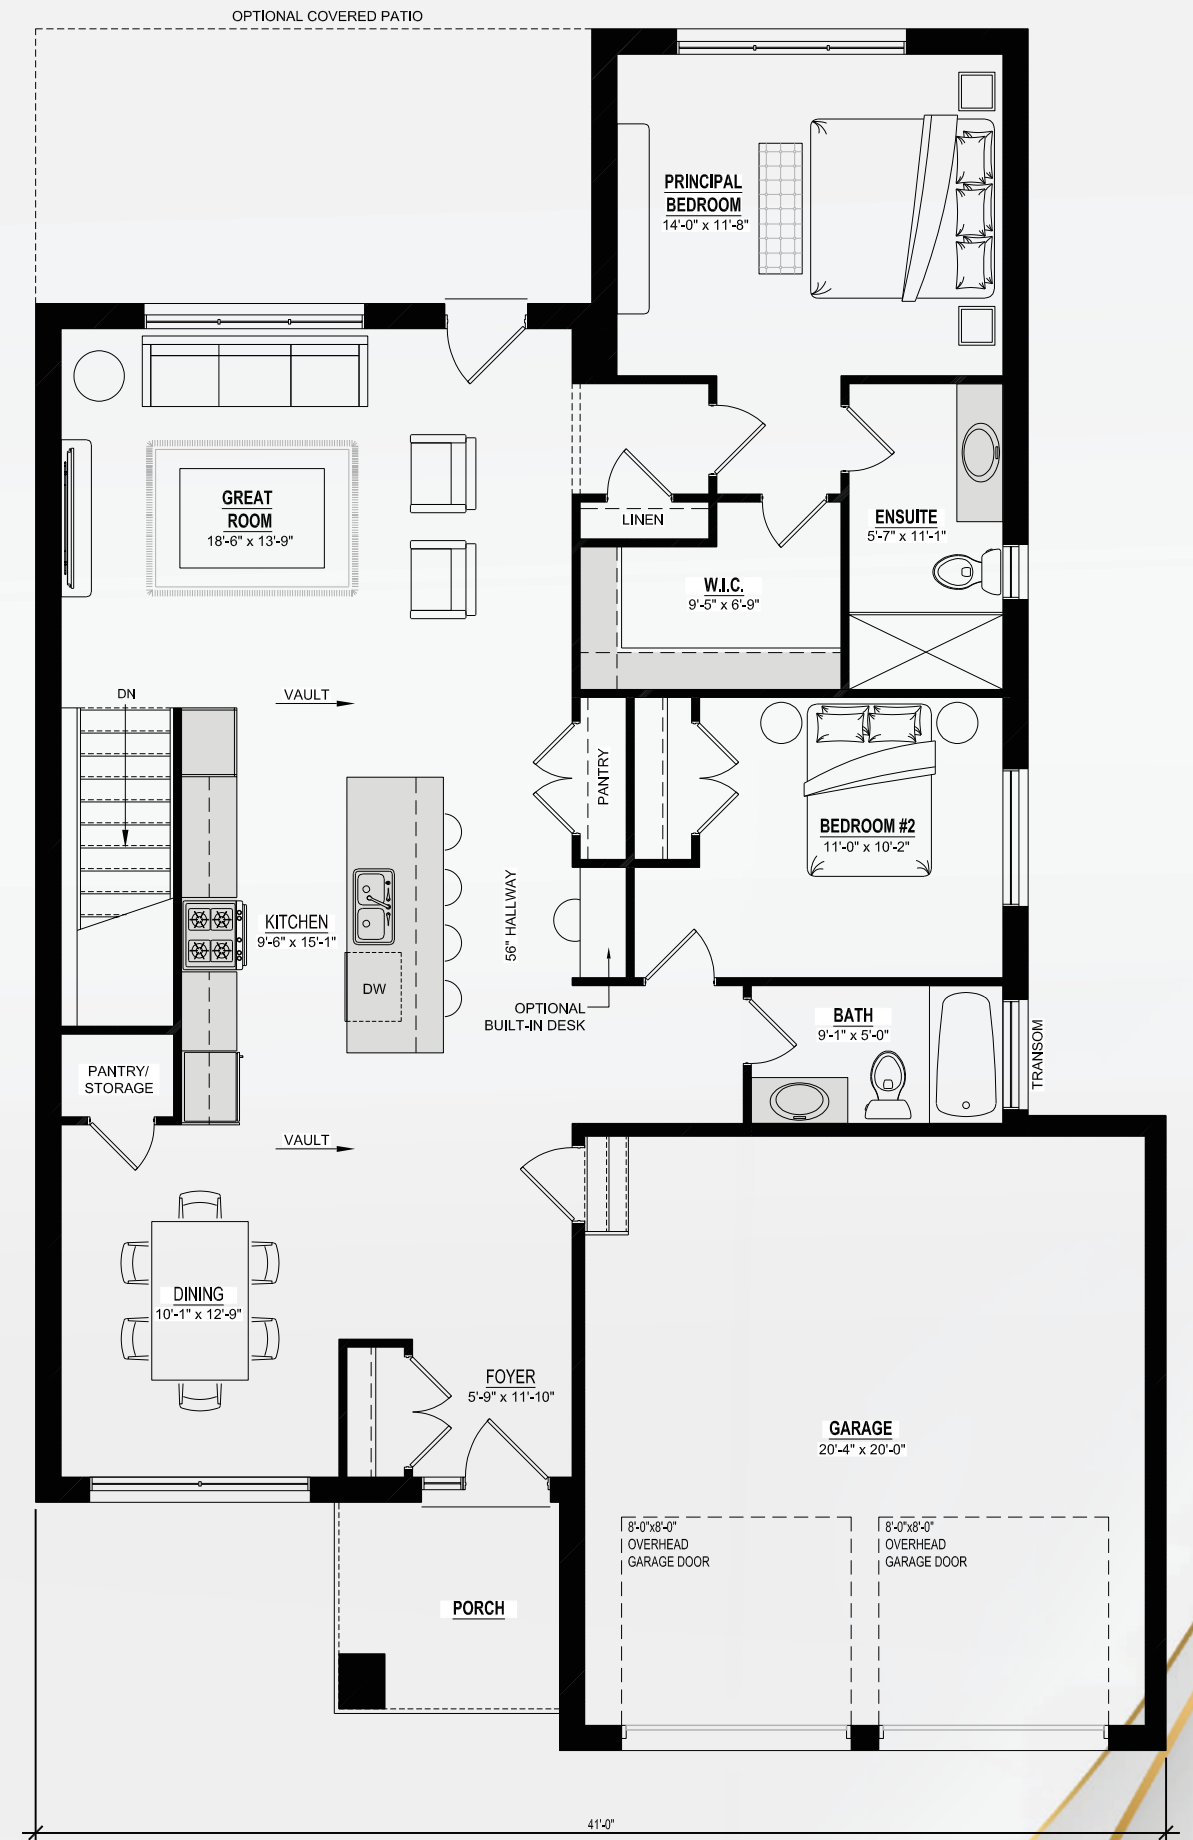 OPTIONAL COVERED PATIO
PRINCIPAL
BEDROOM
14'-0" x 11'-8"
GREAT
ROOM
18'-6" x 13'-9"
LINEN
ENSUITE
5'-7" x 11'-1"
W.I.C.
9'-5" x 6'-9"
DN
VAULT
PANTRY
BEDROOM #2
11'-0" x 10'-2"
KITCHEN
9'-6" x 15'-1"
56" HALLWAY
DW
OPTIONAL
BUILT-IN DESK
BATH
9'-1" x 5'-0"
TRANSOM
PANTRY/
STORAGE
VAULT
DINING
10'-1" x 12'-9"
FOYER
5'-9" x 11'-10"
GARAGE
20'-4" x 20'-0"
8'-0"x8'-0"
OVERHEAD
GARAGE DOOR
8'-0"x8'-0"
OVERHEAD
GARAGE DOOR
PORCH
41'-0"